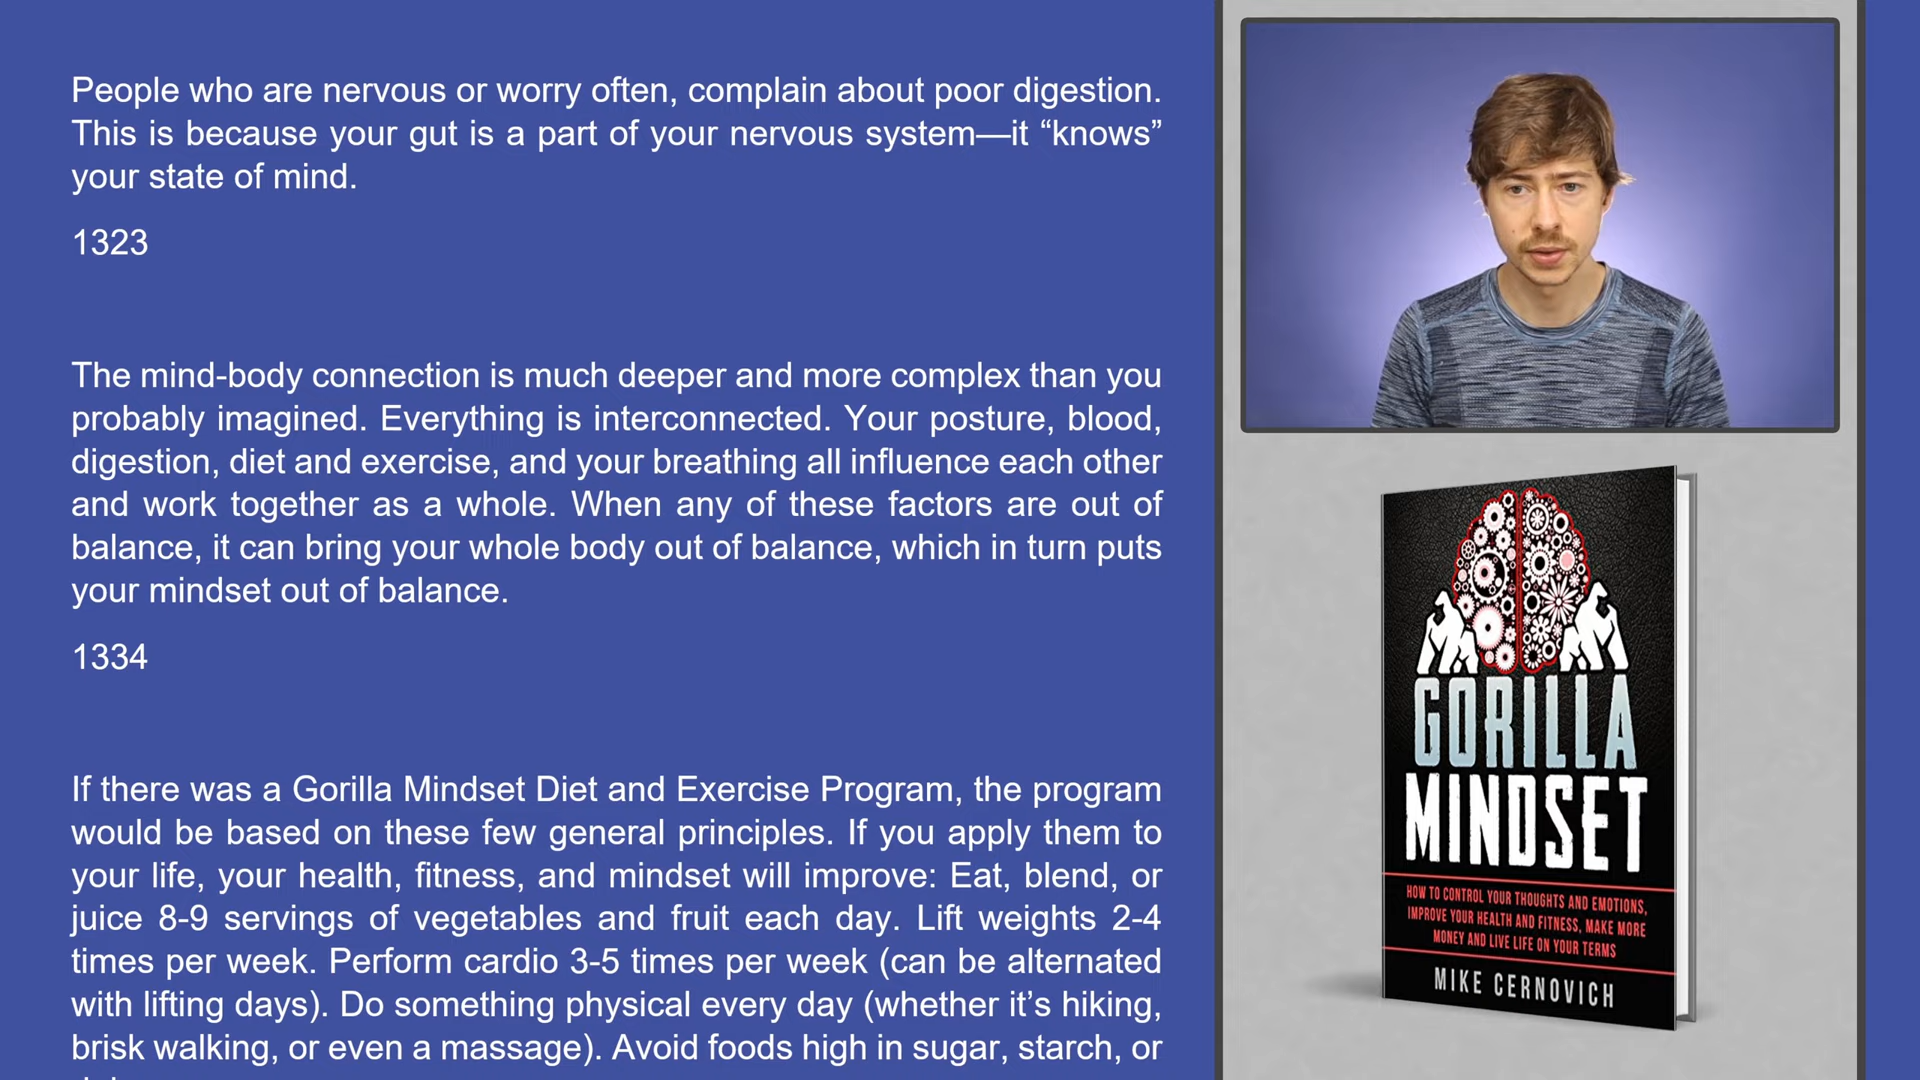 People who are nervous or worry often, complain about poor digestion.
This is because your gut is a part of your nervous system—it “knows”
your state of mind.
1323
The mind-body connection is much deeper and more complex than you
probably imagined. Everything is interconnected. Your posture, blood,
digestion, diet and exercise, and your breathing all influence each other
and work together as a whole. When any of these factors are out of
balance, it can bring your whole body out of balance, which in turn puts
your mindset out of balance.
1334
If there was a Gorilla Mindset Diet and Exercise Program, the program
would be based on these few general principles. If you apply them to
your life, your health, fitness, and mindset will improve: Eat, blend, or
juice 8-9 servings of vegetables and fruit each day. Lift weights 2-4
times per week. Perform cardio 3-5 times per week (can be alternated
with lifting days). Do something physical every day (whether it’s hiking,
brisk walking, or even a massage). Avoid foods high in sugar, starch, or
GORILLA
MINDSET
HOW TO CONTROL YOUR THOUGHTS AND EMOTIONS,
IMPROVE YOUR HEALTH AND FITNESS, MAKE MORE
MONEY AND LIVE LIFE ON YOUR TERMS
MIKE CERNOVICH